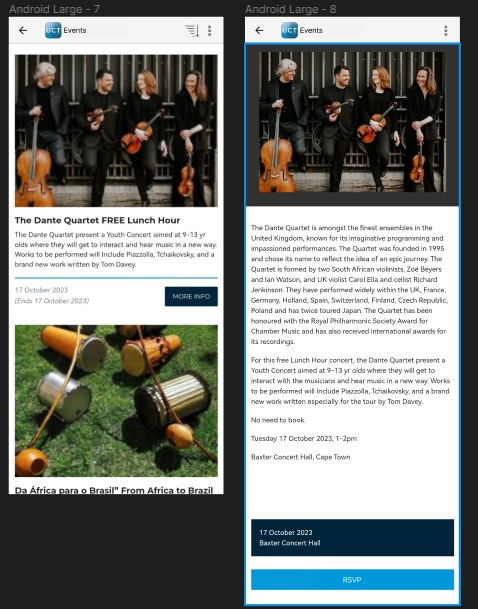 Android Large - 7
UCT Events
The Dante Quartet FREE Lunch Hour
The Dante Quartet present a Youth Concert aimed at 9-13 yr
olds where they will get to interact and hear music in a new way.
Works to be performed will Include Piazzolla, Tchaikovsky, and a
brand new work written by Tom Davey.
17 October 2023
(Ends 17 October 2023)
MORE INFO
Da África para o Brasil” From Africa to Brazil
Android Large - 8
UCT Events
The Dante Quartet is amongst the finest ensembles in the
United Kingdom, known for its imaginative programming and
impassioned performances. The Quartet was founded in 1995
and chose its name to reflect the idea of an epic journey. The
Quartet is formed by two South African violinists, Zoë Beyers
and Ian Watson, and UK violist Carol Ella and cellist Richard
Jenkinson. They have performed widely within the UK, France,
Germany, Holland, Spain, Switzerland, Finland, Czech Republic,
Poland and has twice toured Japan. The Quartet has been
honoured with the Royal Philharmonic Society Award for
Chamber Music and has also received international awards for
its recordings.
For this free Lunch Hour concert, the Dante Quartet present a
Youth Concert aimed at 9-13 yr olds where they will get to
interact with the musicians and hear music in a new way. Works
to be performed will Include Piazzolla, Tchaikovsky, and a brand
new work written especially for the tour by Tom Davey.
No need to book.
Tuesday 17 October 2023, 1-2pm
Baxter Concert Hall, Cape Town
17 October 2023
Baxter Concert Hall
RSVP